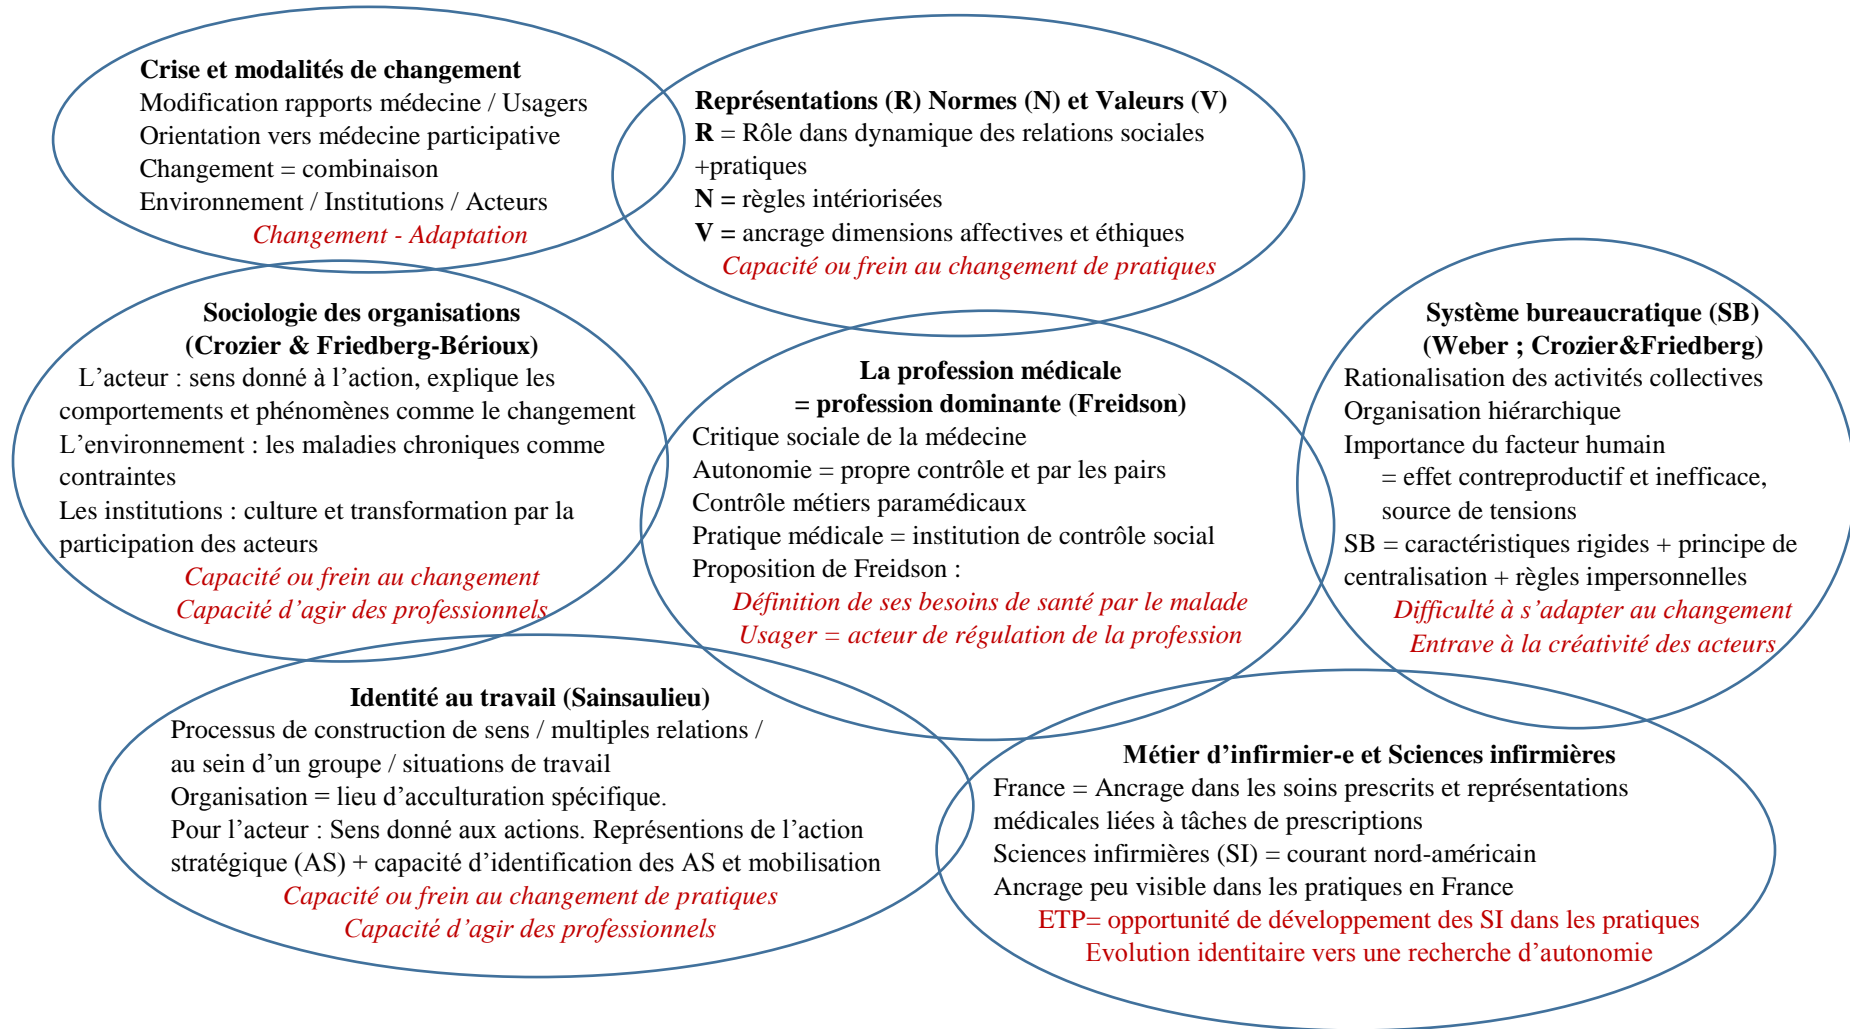 Crise et modalités de changement
Modification rapports médecine / Usagers
Orientation vers médecine participative
Changement = combinaison
Environnement / Institutions / Acteurs
Changement - Adaptation
Représentations (R) Normes (N) et Valeurs (V)
R = Rôle dans dynamique des relations sociales
+pratiques
N = règles intériorisées
V = ancrage dimensions affectives et éthiques
Capacité ou frein au changement de pratiques
Sociologie des organisations
(Crozier & Friedberg-Bérioux)
L’acteur : sens donné à l’action, explique les
comportements et phénomènes comme le changement
L’environnement : les maladies chroniques comme
contraintes
Les institutions : culture et transformation par la
participation des acteurs
Capacité ou frein au changement
Capacité d’agir des professionnels
La profession médicale
= profession dominante (Freidson)
Critique sociale de la médecine
Autonomie = propre contrôle et par les pairs
Contrôle métiers paramédicaux
Pratique médicale = institution de contrôle social
Proposition de Freidson :
Définition de ses besoins de santé par le malade
Usager = acteur de régulation de la profession
Système bureaucratique (SB)
(Weber ; Crozier&Friedberg)
Rationalisation des activités collectives
Organisation hiérarchique
Importance du facteur humain
= effet contreproductif et inefficace,
source de tensions
SB = caractéristiques rigides + principe de
centralisation + règles impersonnelles
Difficulté à s’adapter au changement
Entrave à la créativité des acteurs
Identité au travail (Sainsaulieu)
Processus de construction de sens / multiples relations /
au sein d’un groupe / situations de travail
Organisation = lieu d’acculturation spécifique.
Pour l’acteur : Sens donné aux actions. Représentions de l’action
stratégique (AS) + capacité d’identification des AS et mobilisation
Capacité ou frein au changement de pratiques
Capacité d’agir des professionnels
Métier d’infirmier-e et Sciences infirmières
France = Ancrage dans les soins prescrits et représentations
médicales liées à tâches de prescriptions
Sciences infirmières (SI) = courant nord-américain
Ancrage peu visible dans les pratiques en France
ETP= opportunité de développement des SI dans les pratiques
Evolution identitaire vers une recherche d’autonomie